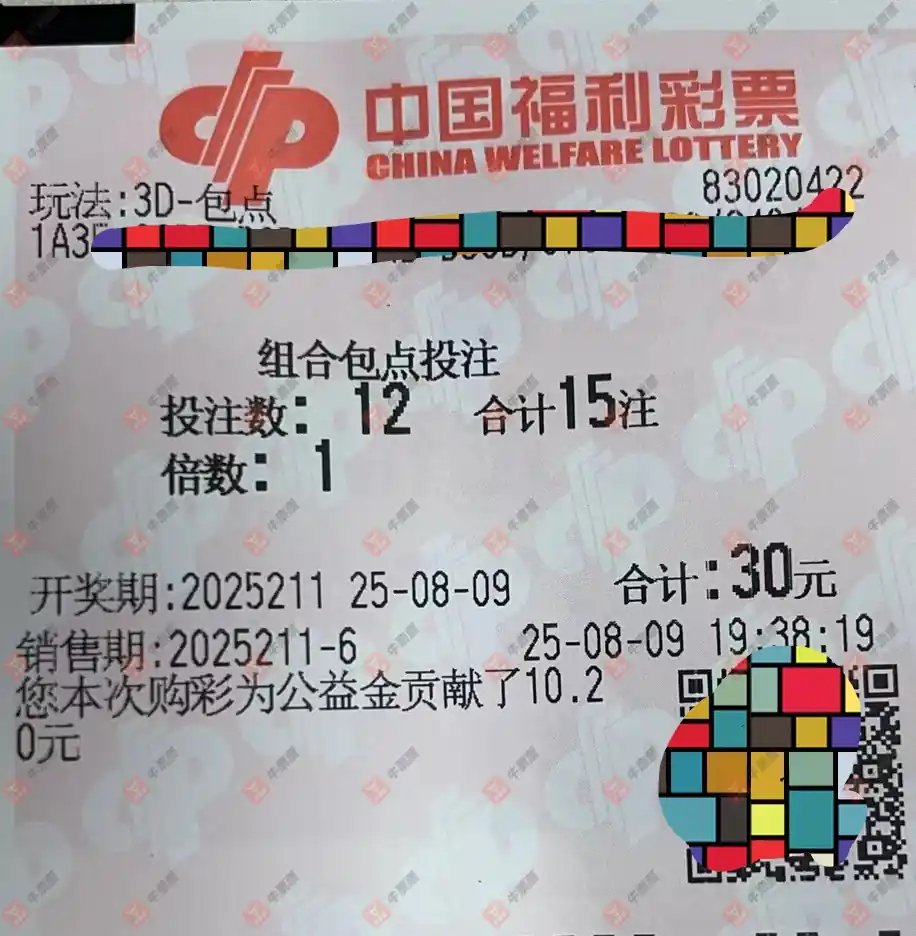 中国福利彩票
CHINA WELFARE LOTTERY
83020422
玩法:3D-包点
1A3
组合包点投注
投注数: 12 合计15注
倍数: 1
开奖期:2025211 25-08-09 合计:30元
销售期:2025211-6 25-08-09 19:38:19
您本次购彩为公益金贡献了10.2
0元